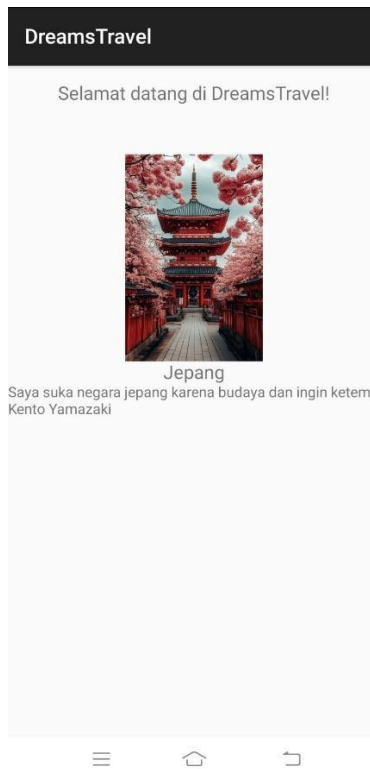 DreamsTravel
Selamat datang di DreamsTravel!
Jepang
Saya suka negara jepang karena budaya dan ingin ketem
Kento Yamazaki